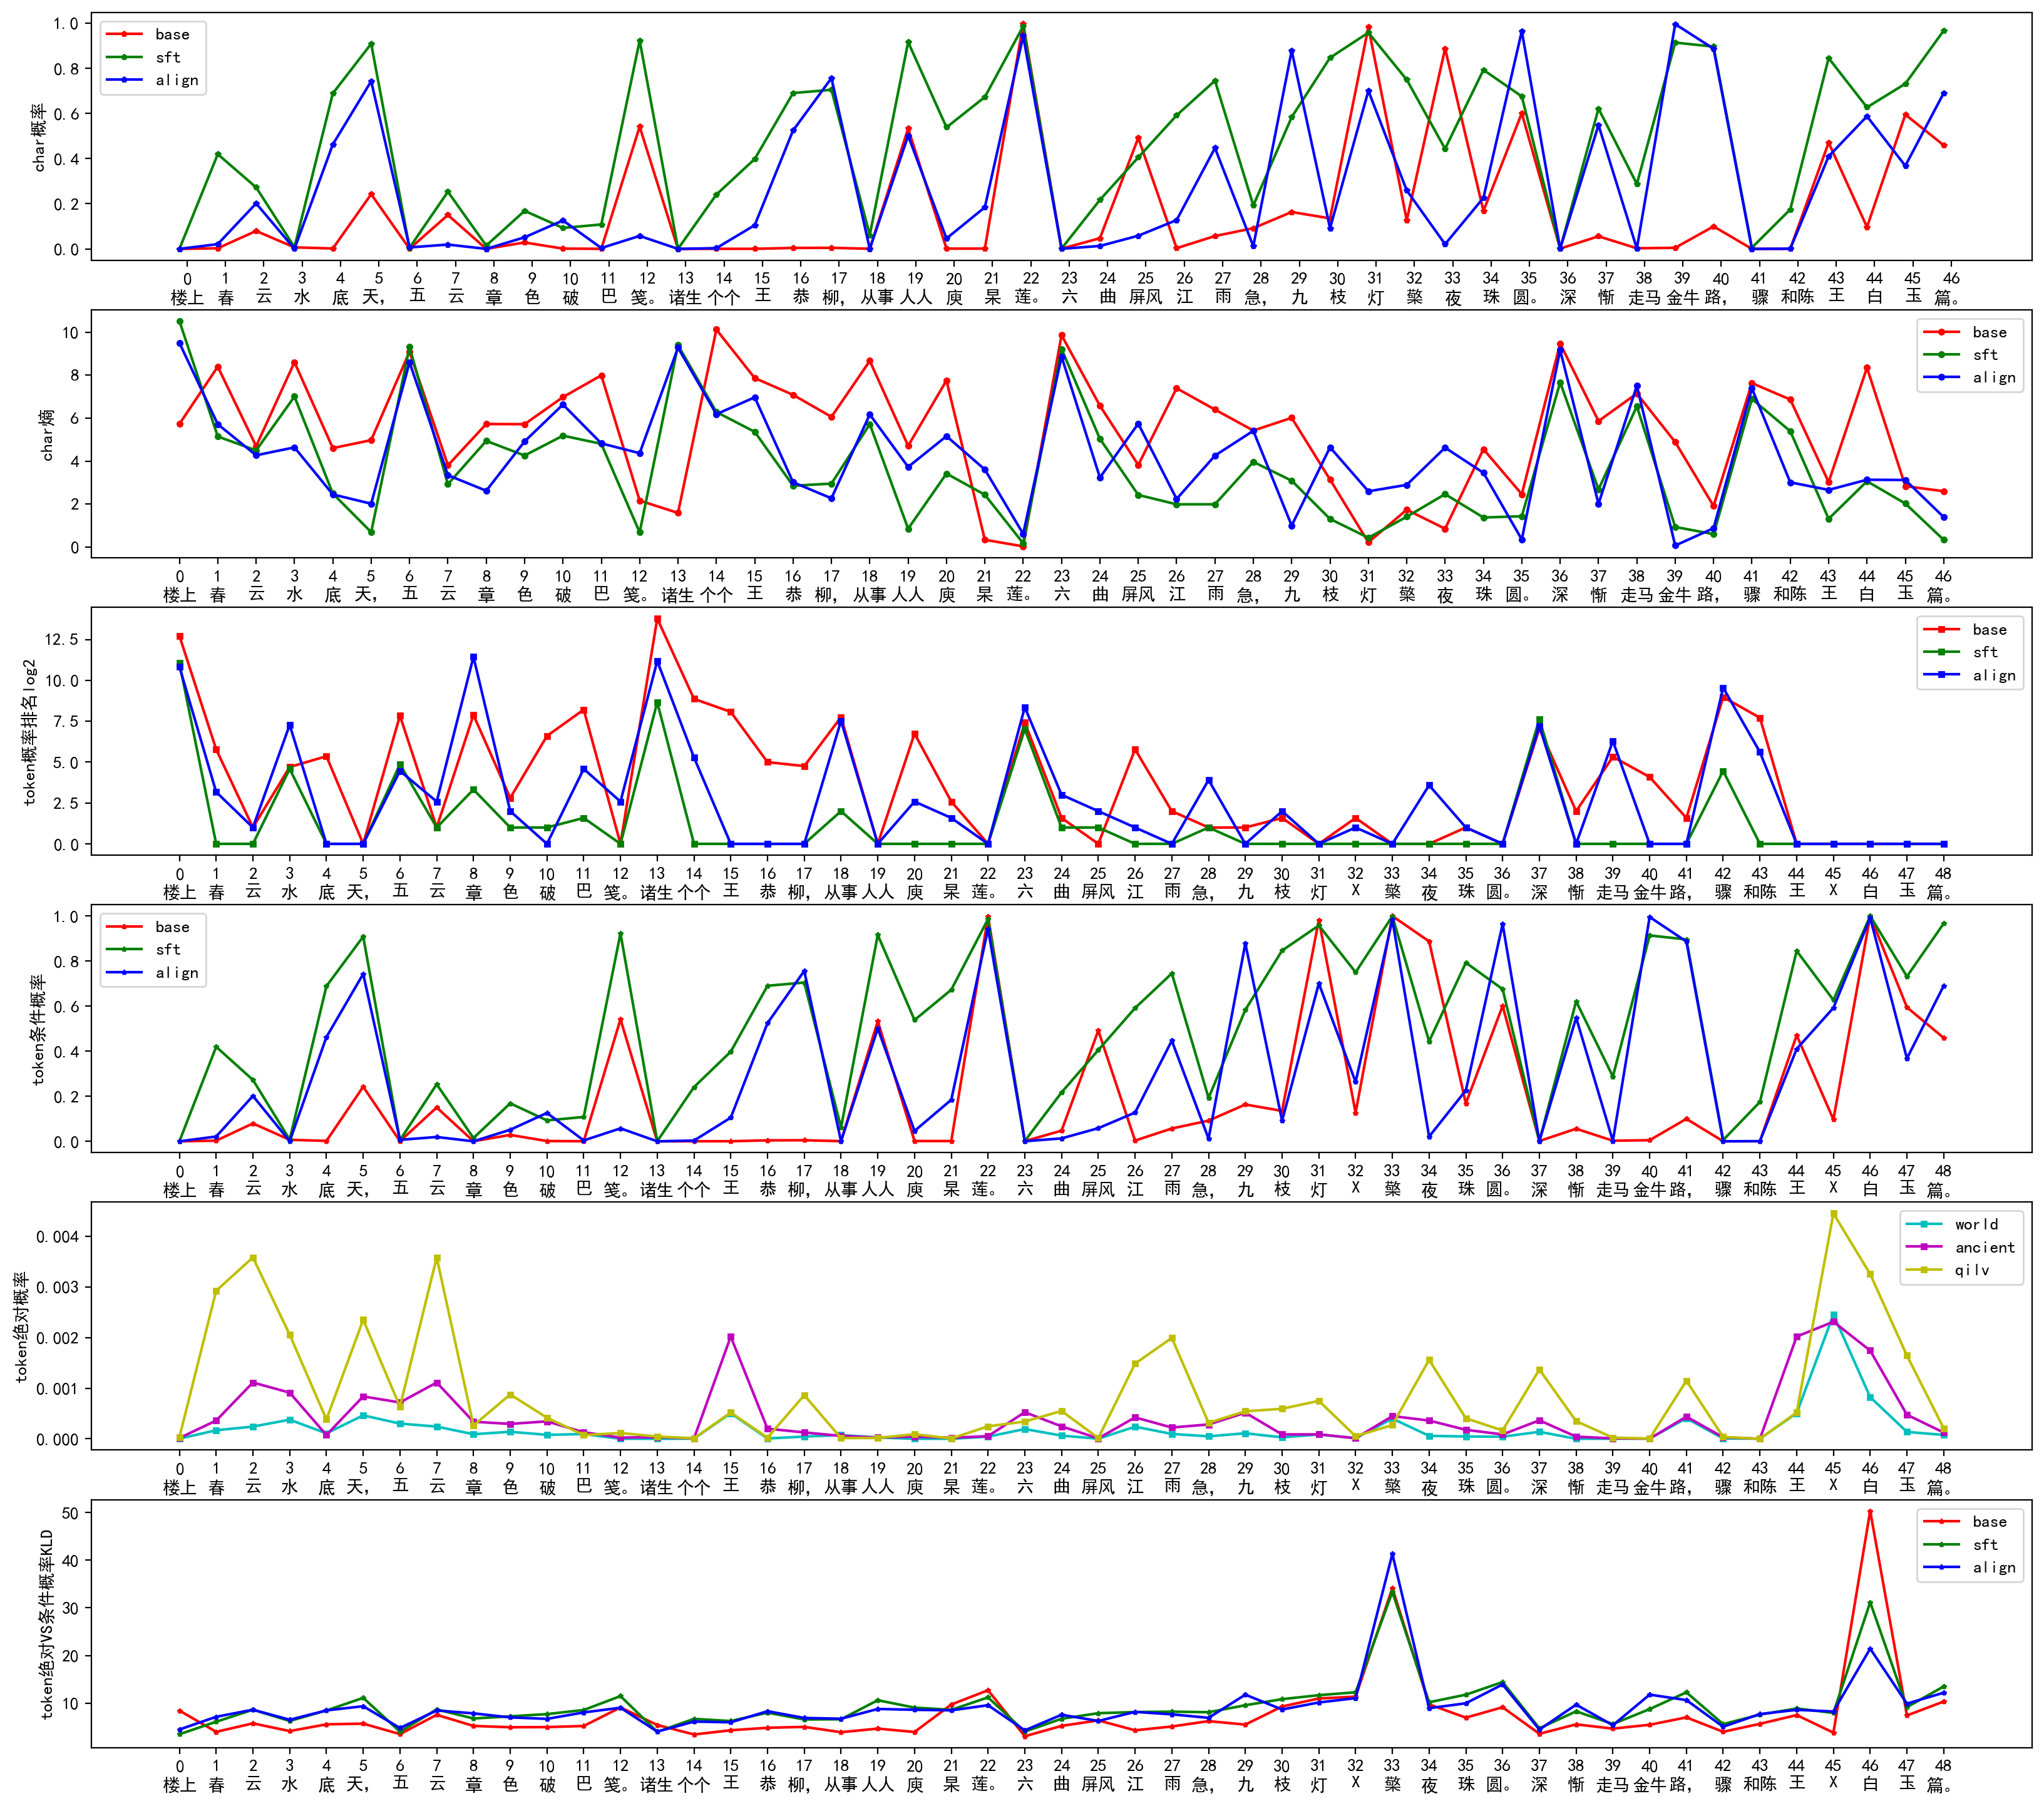 char概率
1.0
0.8
0.6
0.4
0.2
0.0
base
sft
align
0 1 2 3 4 5 6 7 8 9 10 11 12 13 14 15 16 17 18 19 20 21 22 23 24 25 26 27 28 29 30 31 32 33 34 35 36 37 38 39 40 41 42 43 44 45 46
楼上 春 云 水 底 天, 五 云 章 色 破 巴 笺。 诸生 个个 王 恭 柳, 从事 人人 庾 杲 莲。 六 曲 屏风 江 雨 急, 九 枝 灯 檠 夜 珠 圆。 深 惭 走马 金牛 路, 骤 和陈 王 白 玉 篇。
char熵
10
8
6
4
2
0
base
sft
align
0 1 2 3 4 5 6 7 8 9 10 11 12 13 14 15 16 17 18 19 20 21 22 23 24 25 26 27 28 29 30 31 32 33 34 35 36 37 38 39 40 41 42 43 44 45 46
楼上 春 云 水 底 天, 五 云 章 色 破 巴 笺。 诸生 个个 王 恭 柳, 从事 人人 庾 杲 莲。 六 曲 屏风 江 雨 急, 九 枝 灯 檠 夜 珠 圆。 深 惭 走马 金牛 路, 骤 和陈 王 白 玉 篇。
token概率排名log2
12.5
10.0
7.5
5.0
2.5
0.0
base
sft
align
0 1 2 3 4 5 6 7 8 9 10 11 12 13 14 15 16 17 18 19 20 21 22 23 24 25 26 27 28 29 30 31 32 33 34 35 36 37 38 39 40 41 42 43 44 45 46 47 48
楼上 春 云 水 底 天, 五 云 章 色 破 巴 笺。 诸生 个个 王 恭 柳, 从事 人人 庾 杲 莲。 六 曲 屏风 江 雨 急, 九 枝 灯 X 檠 夜 珠 圆。 深 惭 走马 金牛 路, 骤 和陈 王 X 白 玉 篇。
token条件概率
1.0
0.8
0.6
0.4
0.2
0.0
base
sft
align
0 1 2 3 4 5 6 7 8 9 10 11 12 13 14 15 16 17 18 19 20 21 22 23 24 25 26 27 28 29 30 31 32 33 34 35 36 37 38 39 40 41 42 43 44 45 46 47 48
楼上 春 云 水 底 天, 五 云 章 色 破 巴 笺。 诸生 个个 王 恭 柳, 从事 人人 庾 杲 莲。 六 曲 屏风 江 雨 急, 九 枝 灯 X 檠 夜 珠 圆。 深 惭 走马 金牛 路, 骤 和陈 王 X 白 玉 篇。
token绝对概率
0.004
0.003
0.002
0.001
0.000
world
ancient
qilv
0 1 2 3 4 5 6 7 8 9 10 11 12 13 14 15 16 17 18 19 20 21 22 23 24 25 26 27 28 29 30 31 32 33 34 35 36 37 38 39 40 41 42 43 44 45 46 47 48
楼上 春 云 水 底 天, 五 云 章 色 破 巴 笺。 诸生 个个 王 恭 柳, 从事 人人 庾 杲 莲。 六 曲 屏风 江 雨 急, 九 枝 灯 X 檠 夜 珠 圆。 深 惭 走马 金牛 路, 骤 和陈 王 X 白 玉 篇。
token绝对VS条件概率KLD
50
40
30
20
10
base
sft
align
0 1 2 3 4 5 6 7 8 9 10 11 12 13 14 15 16 17 18 19 20 21 22 23 24 25 26 27 28 29 30 31 32 33 34 35 36 37 38 39 40 41 42 43 44 45 46 47 48
楼上 春 云 水 底 天, 五 云 章 色 破 巴 笺。 诸生 个个 王 恭 柳, 从事 人人 庾 杲 莲。 六 曲 屏风 江 雨 急, 九 枝 灯 X 檠 夜 珠 圆。 深 惭 走马 金牛 路, 骤 和陈 王 X 白 玉 篇。